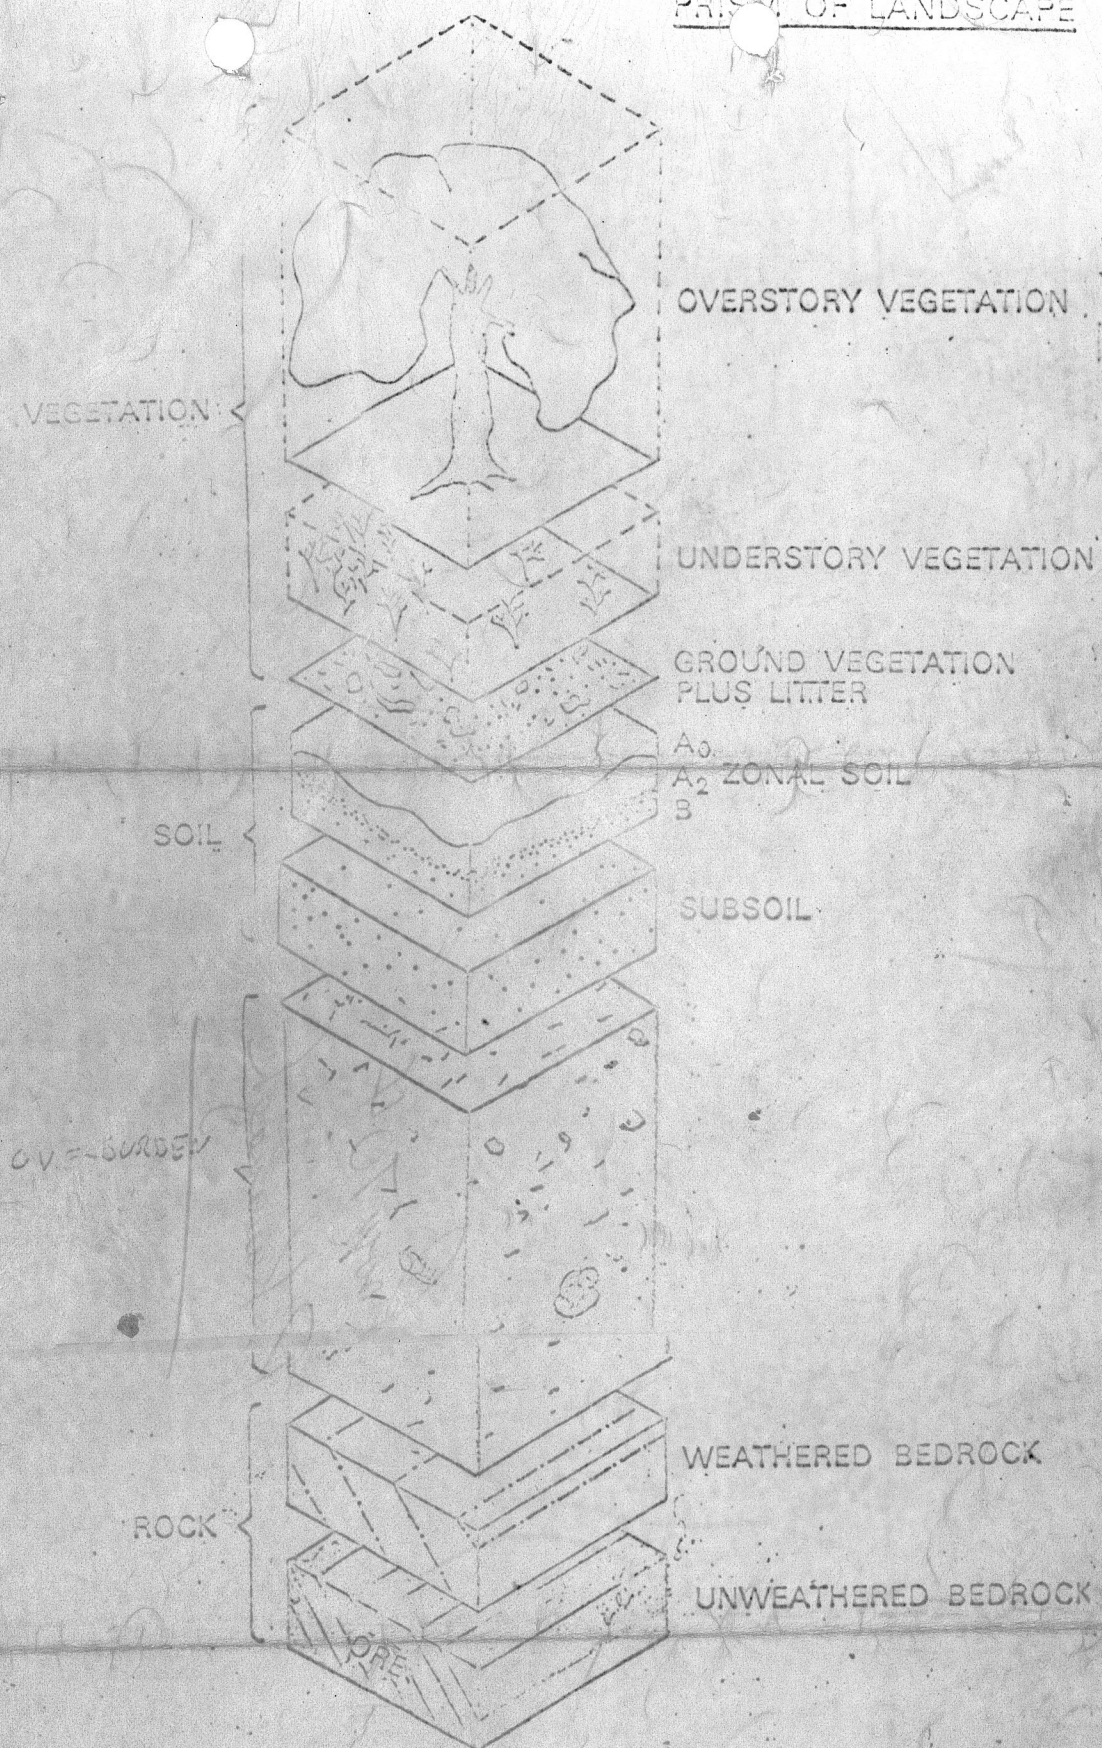 PRISM OF LANDSCAPE
OVERSTORY VEGETATION
VEGETATION
UNDERSTORY VEGETATION
GROUND VEGETATION
PLUS LITTER
A₀
A₂ ZONAL SOIL
B
SOIL
SUBSOIL
OVERBURDEN
WEATHERED BEDROCK
ROCK
UNWEATHERED BEDROCK
ORE